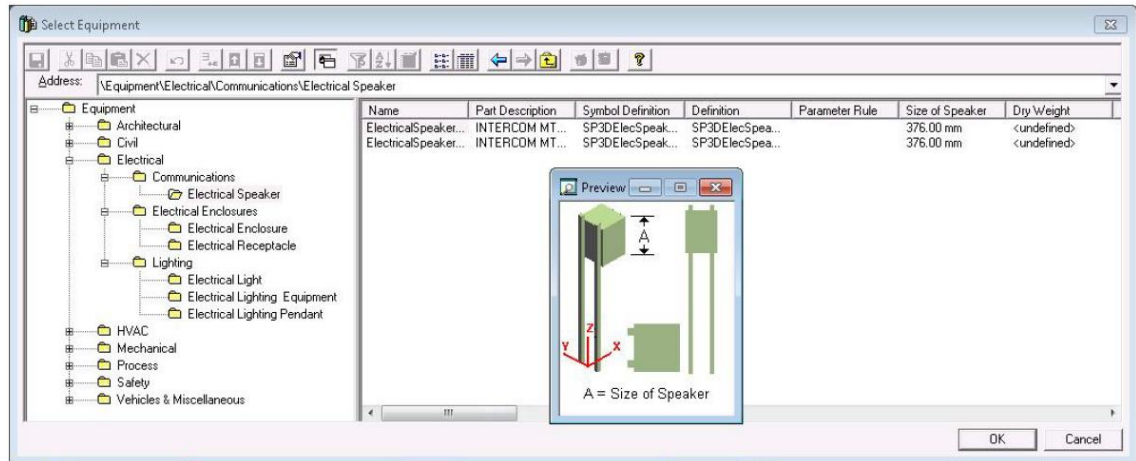 Select Equipment
Address: \Equipment\Electrical\Communications\Electrical Speaker
Equipment
Architectural
Civil
Electrical
Communications
Electrical Speaker
Electrical Enclosures
Electrical Enclosure
Electrical Receptacle
Lighting
Electrical Light
Electrical Lighting Equipment
Electrical Lighting Pendant
HVAC
Mechanical
Process
Safety
Vehicles & Miscellaneous
Name Part Description Symbol Definition Definition Parameter Rule Size of Speaker Dry Weight
ElectricalSpeaker... INTERCOM MT... SP3DElecSpeak... SP3DElecSpea... 376.00 mm <undefined>
ElectricalSpeaker... INTERCOM MT... SP3DElecSpeak... SP3DElecSpea... 376.00 mm <undefined>
Preview
A
Z
Y X
A = Size of Speaker
OK Cancel